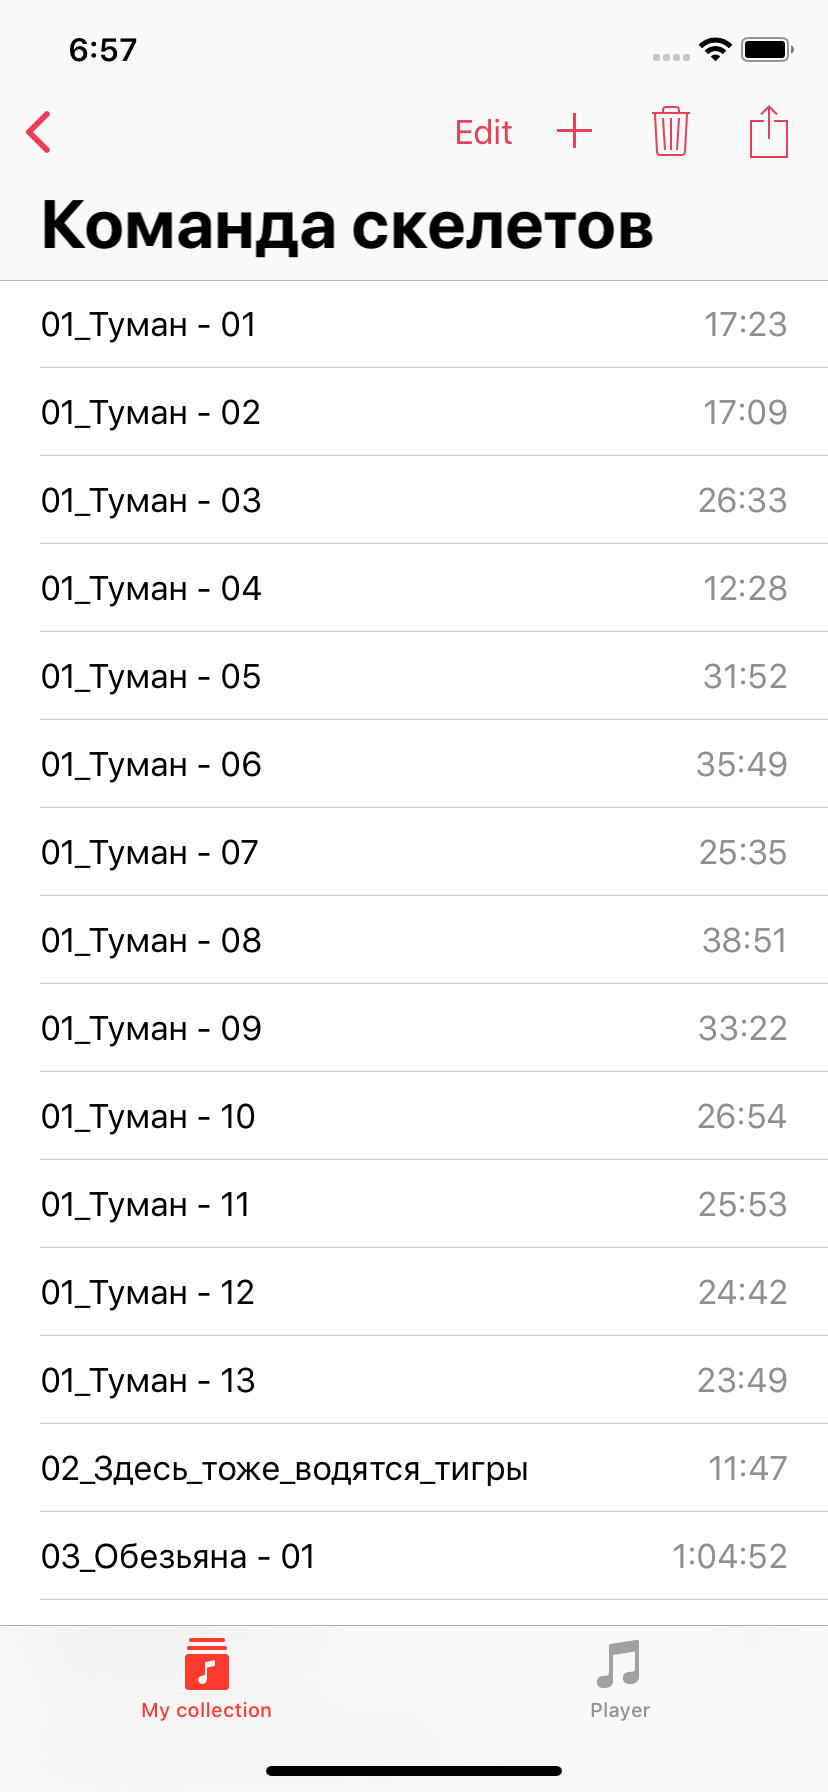 6:57
Edit
Команда скелетов
01_Туман - 01 17:23
01_Туман - 02 17:09
01_Туман - 03 26:33
01_Туман - 04 12:28
01_Туман - 05 31:52
01_Туман - 06 35:49
01_Туман - 07 25:35
01_Туман - 08 38:51
01_Туман - 09 33:22
01_Туман - 10 26:54
01_Туман - 11 25:53
01_Туман - 12 24:42
01_Туман - 13 23:49
02_Здесь_тоже_водятся_тигры 11:47
03_Обезьяна - 01 1:04:52
My collection Player